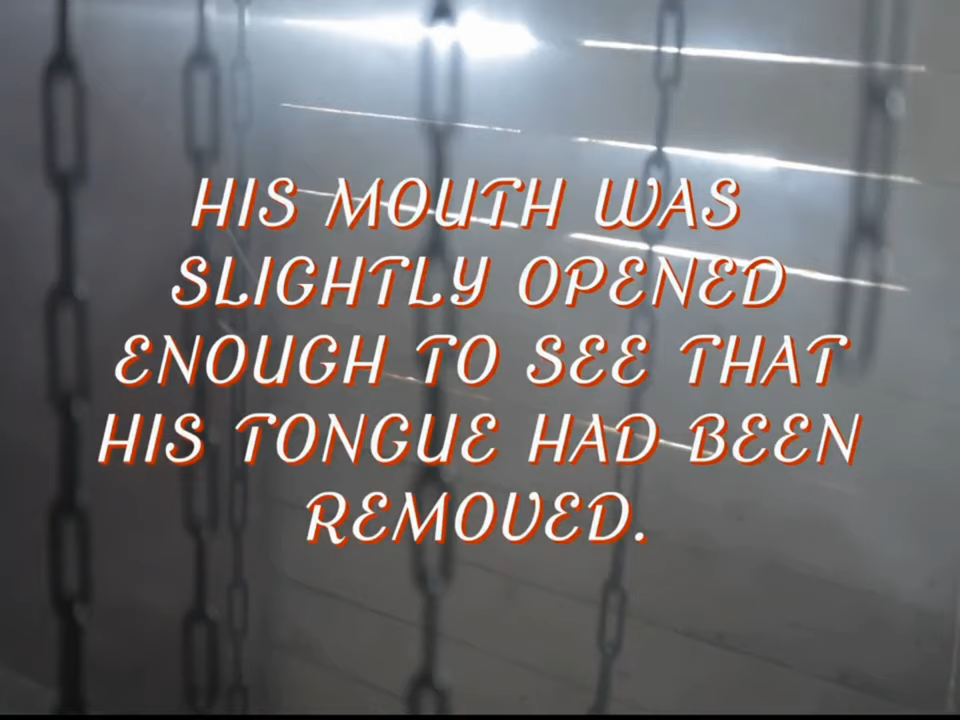 HIS MOUTH WAS
SLIGHTLY OPENED
ENOUGH TO SEE THAT
HIS TONGUE HAD BEEN
REMOVED.